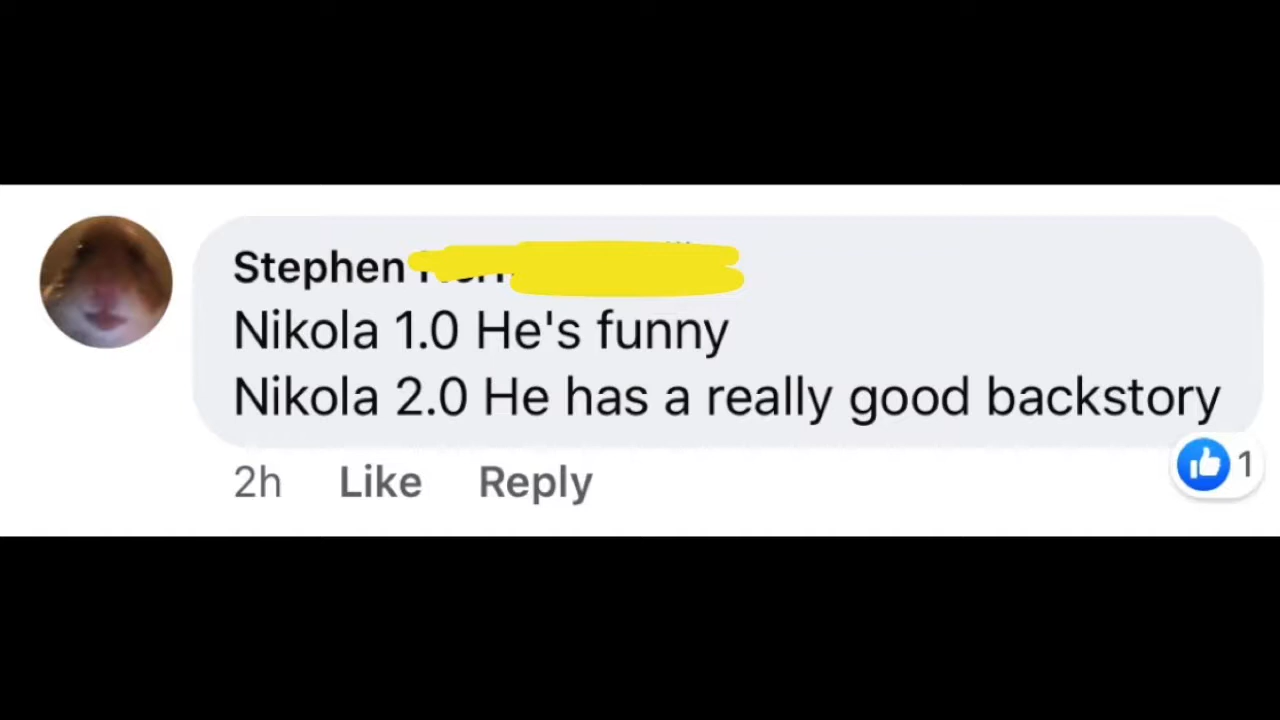 Stephen
Nikola 1.0 He's funny
Nikola 2.0 He has a really good backstory
2h Like Reply
1